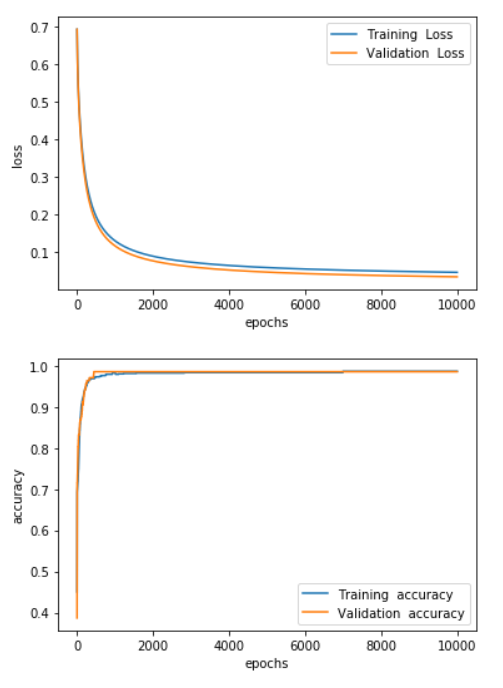 0.7
0.6
0.5
0.4
0.3
0.2
0.1
loss
Training Loss
Validation Loss
0 2000 4000 6000 8000 10000
epochs
1.0
0.9
0.8
0.7
0.6
0.5
0.4
accuracy
Training accuracy
Validation accuracy
0 2000 4000 6000 8000 10000
epochs